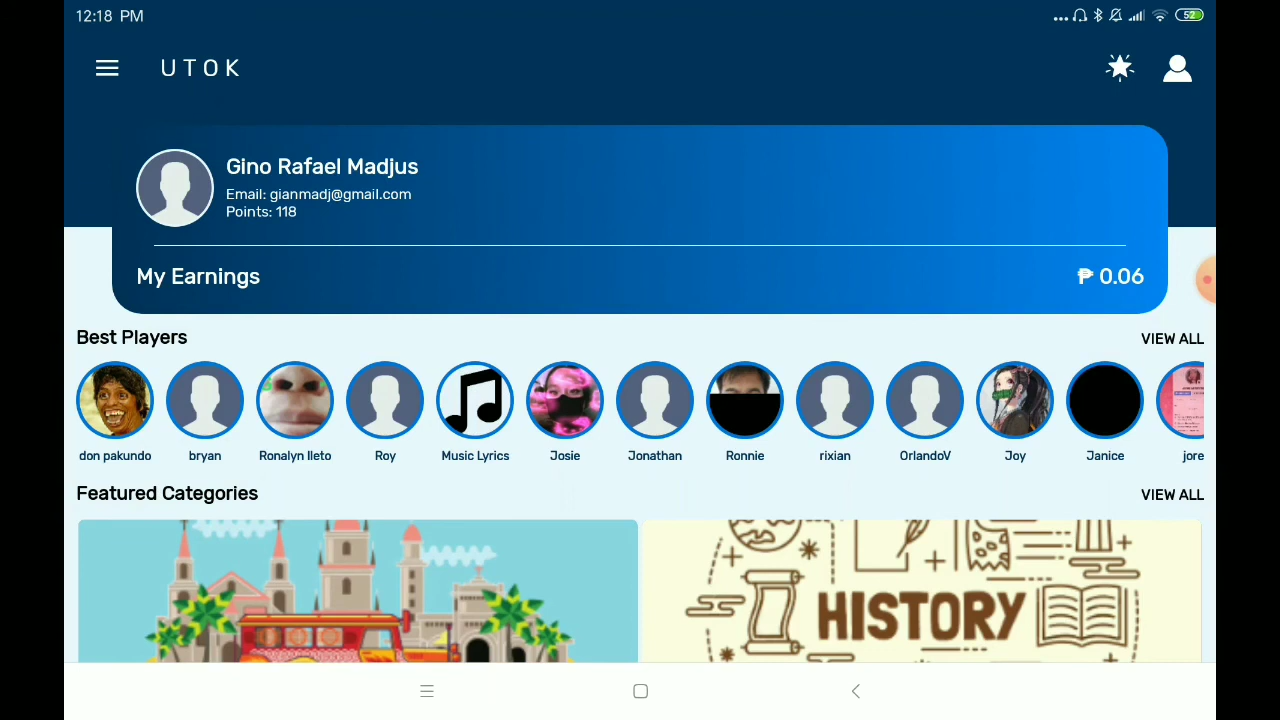 12:18 PM
52
UTOK
Gino Rafael Madjus
Email: gianmadj@gmail.com
Points: 118
My Earnings
₱ 0.06
Best Players
VIEW ALL
don pakundo
bryan
Ronalyn Ileto
Roy
Music Lyrics
Josie
Jonathan
Ronnie
rixian
OrlandoV
Joy
Janice
jore
Featured Categories
VIEW ALL
HISTORY